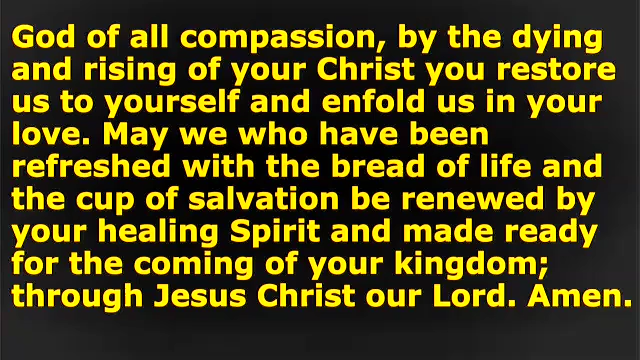 God of all compassion, by the dying
and rising of your Christ you restore
us to yourself and enfold us in your
love. May we who have been
refreshed with the bread of life and
the cup of salvation be renewed by
your healing Spirit and made ready
for the coming of your kingdom;
through Jesus Christ our Lord. Amen.